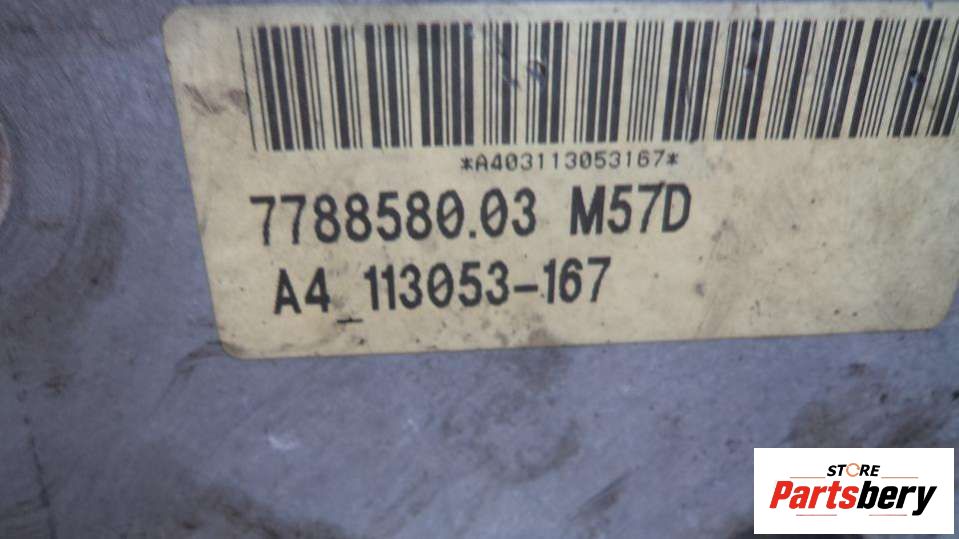 *A403113053167*
7788580.03 M57D
A4_113053-167
STORE
Partsbery